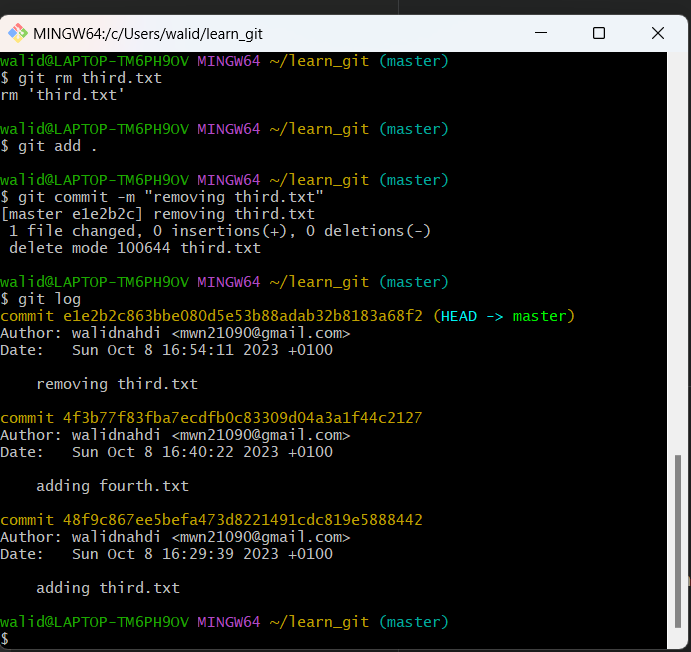 MINGW64:/c/Users/walid/learn_git
walid@LAPTOP-TM6PH9OV MINGW64 ~/learn_git (master)
$ git rm third.txt
rm 'third.txt'
walid@LAPTOP-TM6PH9OV MINGW64 ~/learn_git (master)
$ git add .
walid@LAPTOP-TM6PH9OV MINGW64 ~/learn_git (master)
$ git commit -m "removing third.txt"
[master e1e2b2c] removing third.txt
 1 file changed, 0 insertions(+), 0 deletions(-)
 delete mode 100644 third.txt
walid@LAPTOP-TM6PH9OV MINGW64 ~/learn_git (master)
$ git log
commit e1e2b2c863bbe080d5e53b88adab32b8183a68f2 (HEAD -> master)
Author: walidnahdi <mwn21090@gmail.com>
Date:   Sun Oct 8 16:54:11 2023 +0100
    removing third.txt
commit 4f3b77f83fba7ecdfb0c83309d04a3a1f44c2127
Author: walidnahdi <mwn21090@gmail.com>
Date:   Sun Oct 8 16:40:22 2023 +0100
    adding fourth.txt
commit 48f9c867ee5befa473d8221491cdc819e5888442
Author: walidnahdi <mwn21090@gmail.com>
Date:   Sun Oct 8 16:29:39 2023 +0100
    adding third.txt
walid@LAPTOP-TM6PH9OV MINGW64 ~/learn_git (master)
$